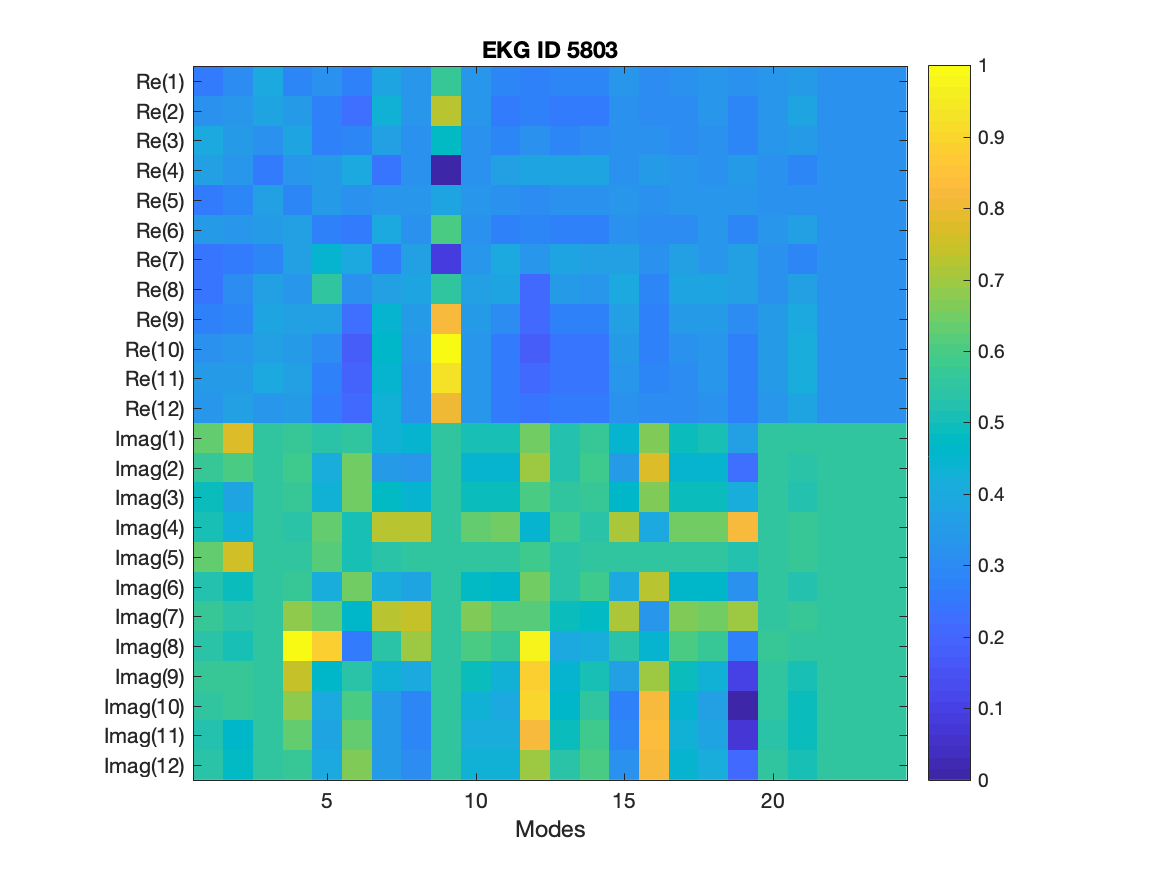 EKG ID 5803
Re(1)
Re(2)
Re(3)
Re(4)
Re(5)
Re(6)
Re(7)
Re(8)
Re(9)
Re(10)
Re(11)
Re(12)
Imag(1)
Imag(2)
Imag(3)
Imag(4)
Imag(5)
Imag(6)
Imag(7)
Imag(8)
Imag(9)
Imag(10)
Imag(11)
Imag(12)
5 10 15 20
Modes
1
0.9
0.8
0.7
0.6
0.5
0.4
0.3
0.2
0.1
0